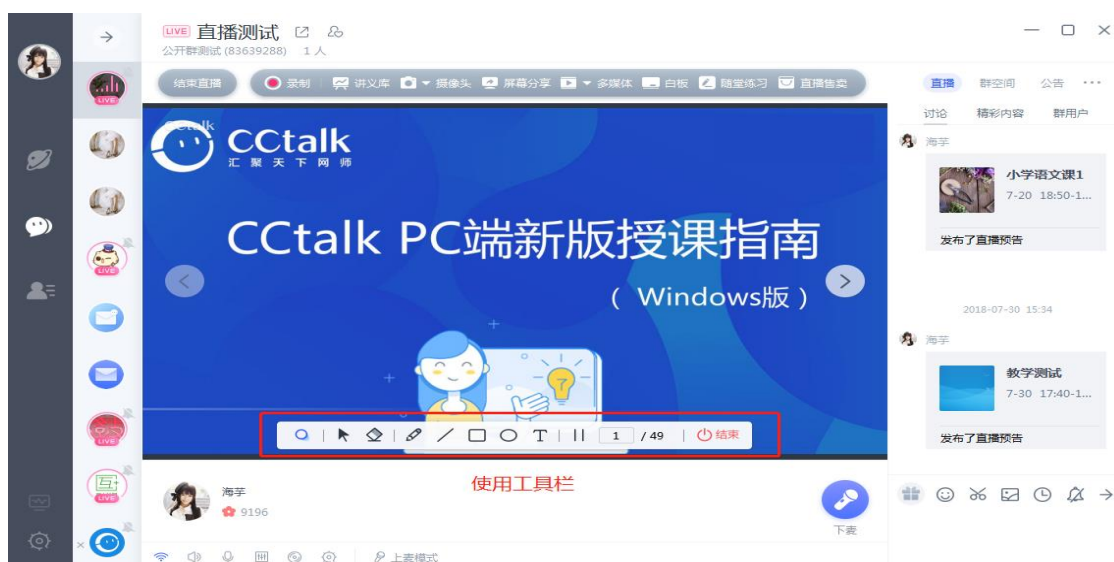 LIVE 直播测试
公开群测试 (83639288) 1 人
结束直播
录制 讲义库 摄像头 屏幕分享 多媒体 白板 随堂练习 直播售卖
CCtalk
CCtalk
汇聚天下网师
CCtalk PC端新版授课指南
( Windows版 )
T 1 / 49 结束
使用工具栏
海芋
9196
下麦
上麦模式
LIVE
LIVE
LIVE
互+
LIVE
直播 群空间 公告
讨论 精彩内容 群用户
海芋
小学语文课1
7-20 18:50-1...
发布了直播预告
2018-07-30 15:34
海芋
教学测试
7-30 17:40-1...
发布了直播预告